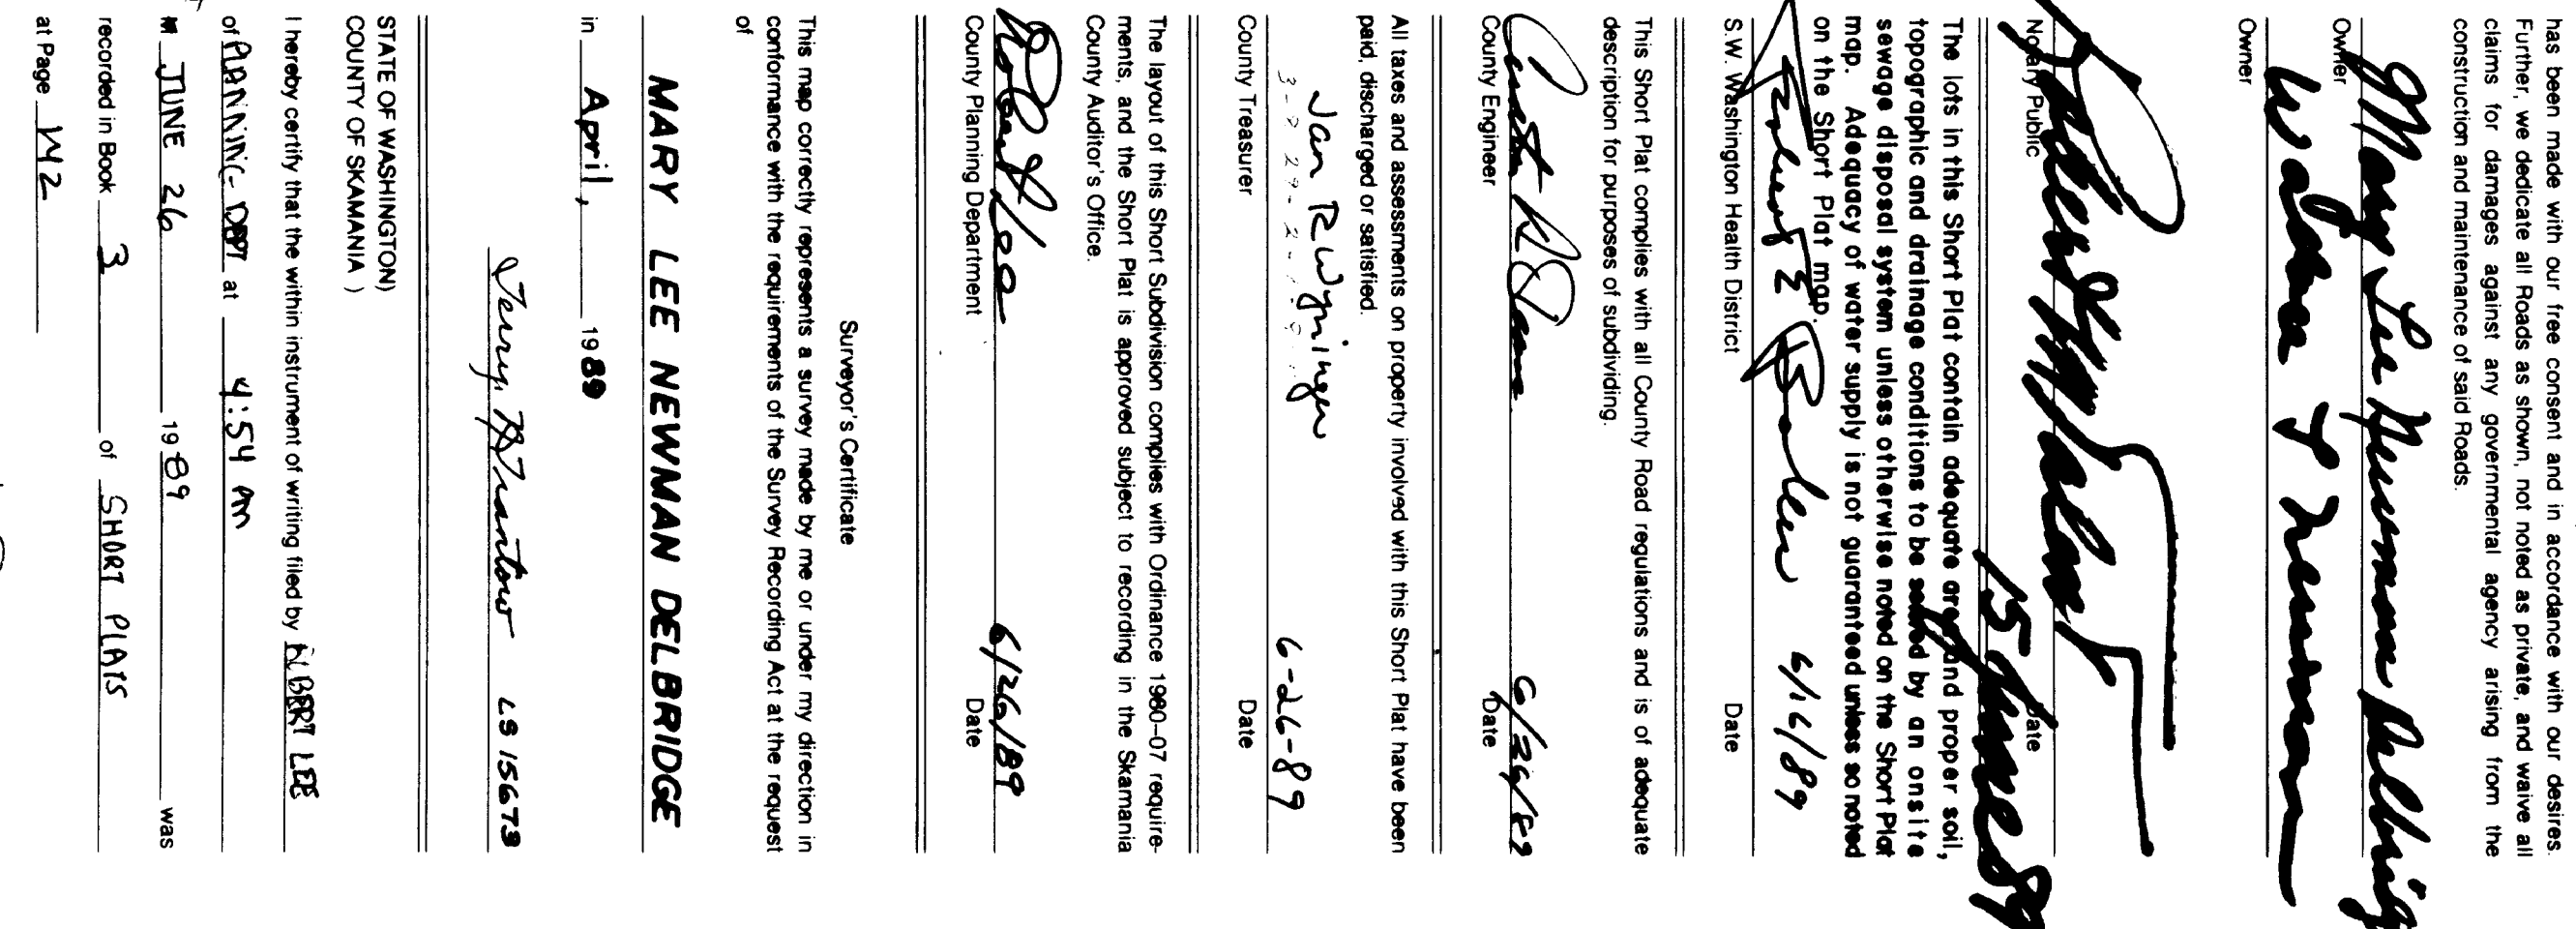 has been made with our free consent and in accordance with our desires.
Further, we dedicate all Roads as shown, not noted as private, and waive all
claims for damages against any governmental agency arising from the
construction and maintenance of said Roads.
Mary Lee Newman Delbridge
Owner
Owner
Notary Public
Date
15 June 89
The lots in this Short Plat contain adequate area and proper soil,
topographic and drainage conditions to be served by an onsite
sewage disposal system unless otherwise noted on the Short Plat
map. Adequacy of water supply is not guaranteed unless so noted
on the Short Plat map.
6/16/89
S.W. Washington Health District Date
This Short Plat complies with all County Road regulations and is of adequate
description for purposes of subdividing.
6/26/89
County Engineer Date
All taxes and assessments on property involved with this Short Plat have been
paid, discharged or satisfied.
Jan R Wyninger 6-26-89
County Treasurer Date
The layout of this Short Subdivision complies with Ordinance 1980-07 require-
ments, and the Short Plat is approved subject to recording in the Skamania
County Auditor's Office.
Robert Lee 6/26/89
County Planning Department Date
Surveyor's Certificate
This map correctly represents a survey made by me or under my direction in
conformance with the requirements of the Survey Recording Act at the request
of
MARY LEE NEWMAN DELBRIDGE
in April, 1989
Terry LS 15673
STATE OF WASHINGTON)
COUNTY OF SKAMANIA )
I hereby certify that the within instrument of writing filed by ALBERT LEE
of PLANNING DEPT at 4:54 pm
JUNE 26 1989 was
recorded in Book 3 of SHORT PLATS
at Page 142